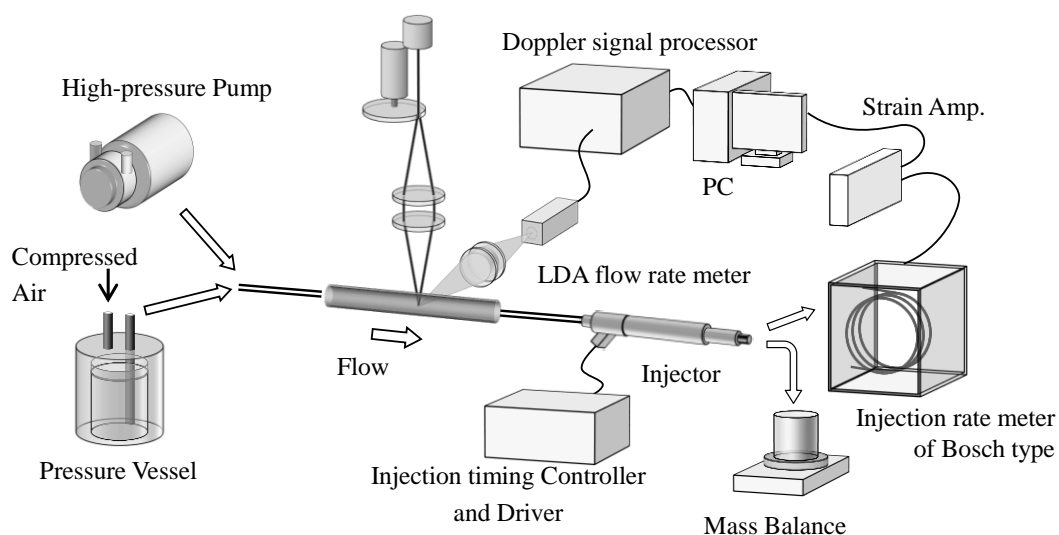 Doppler signal processor
High-pressure Pump
Strain Amp.
PC
Compressed
Air
LDA flow rate meter
Flow
Injector
Injection rate meter
of Bosch type
Pressure Vessel
Injection timing Controller
and Driver
Mass Balance